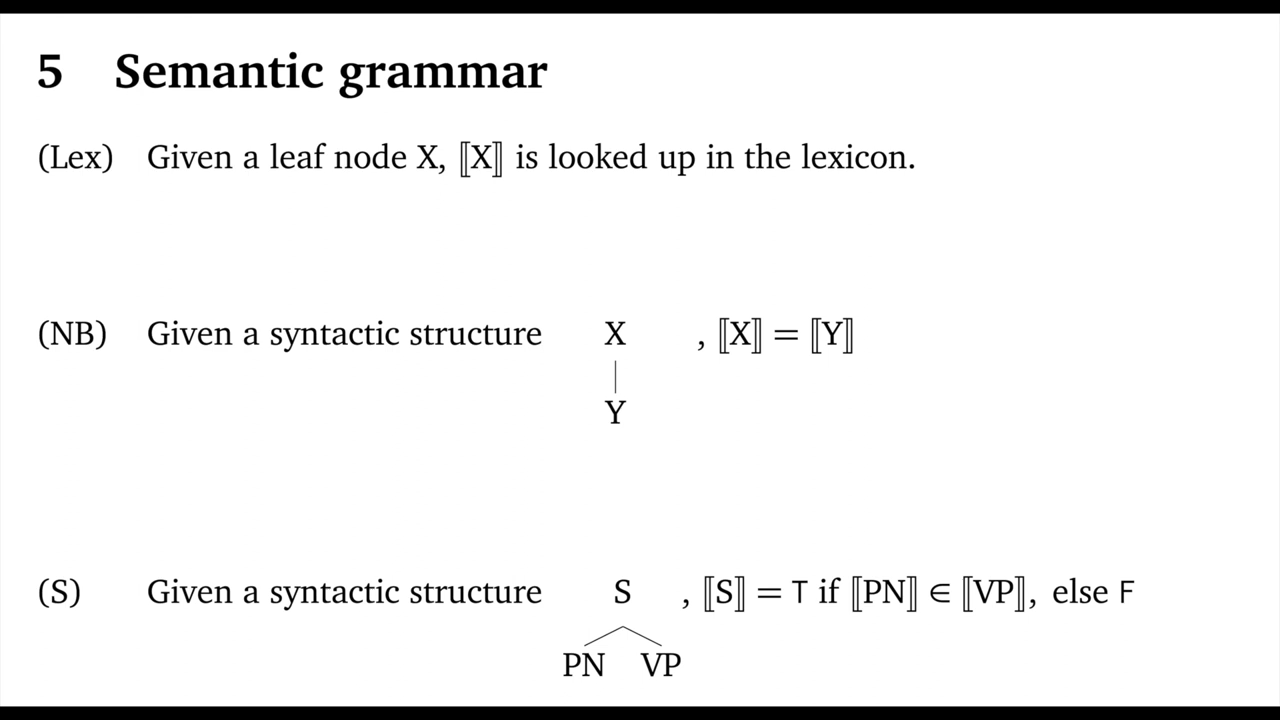 5 Semantic grammar
(Lex) Given a leaf node X, ⟦X⟧ is looked up in the lexicon.
(NB) Given a syntactic structure X , ⟦X⟧ = ⟦Y⟧
Y
(S) Given a syntactic structure S , ⟦S⟧ = T if ⟦PN⟧ ∈ ⟦VP⟧, else F
PN VP